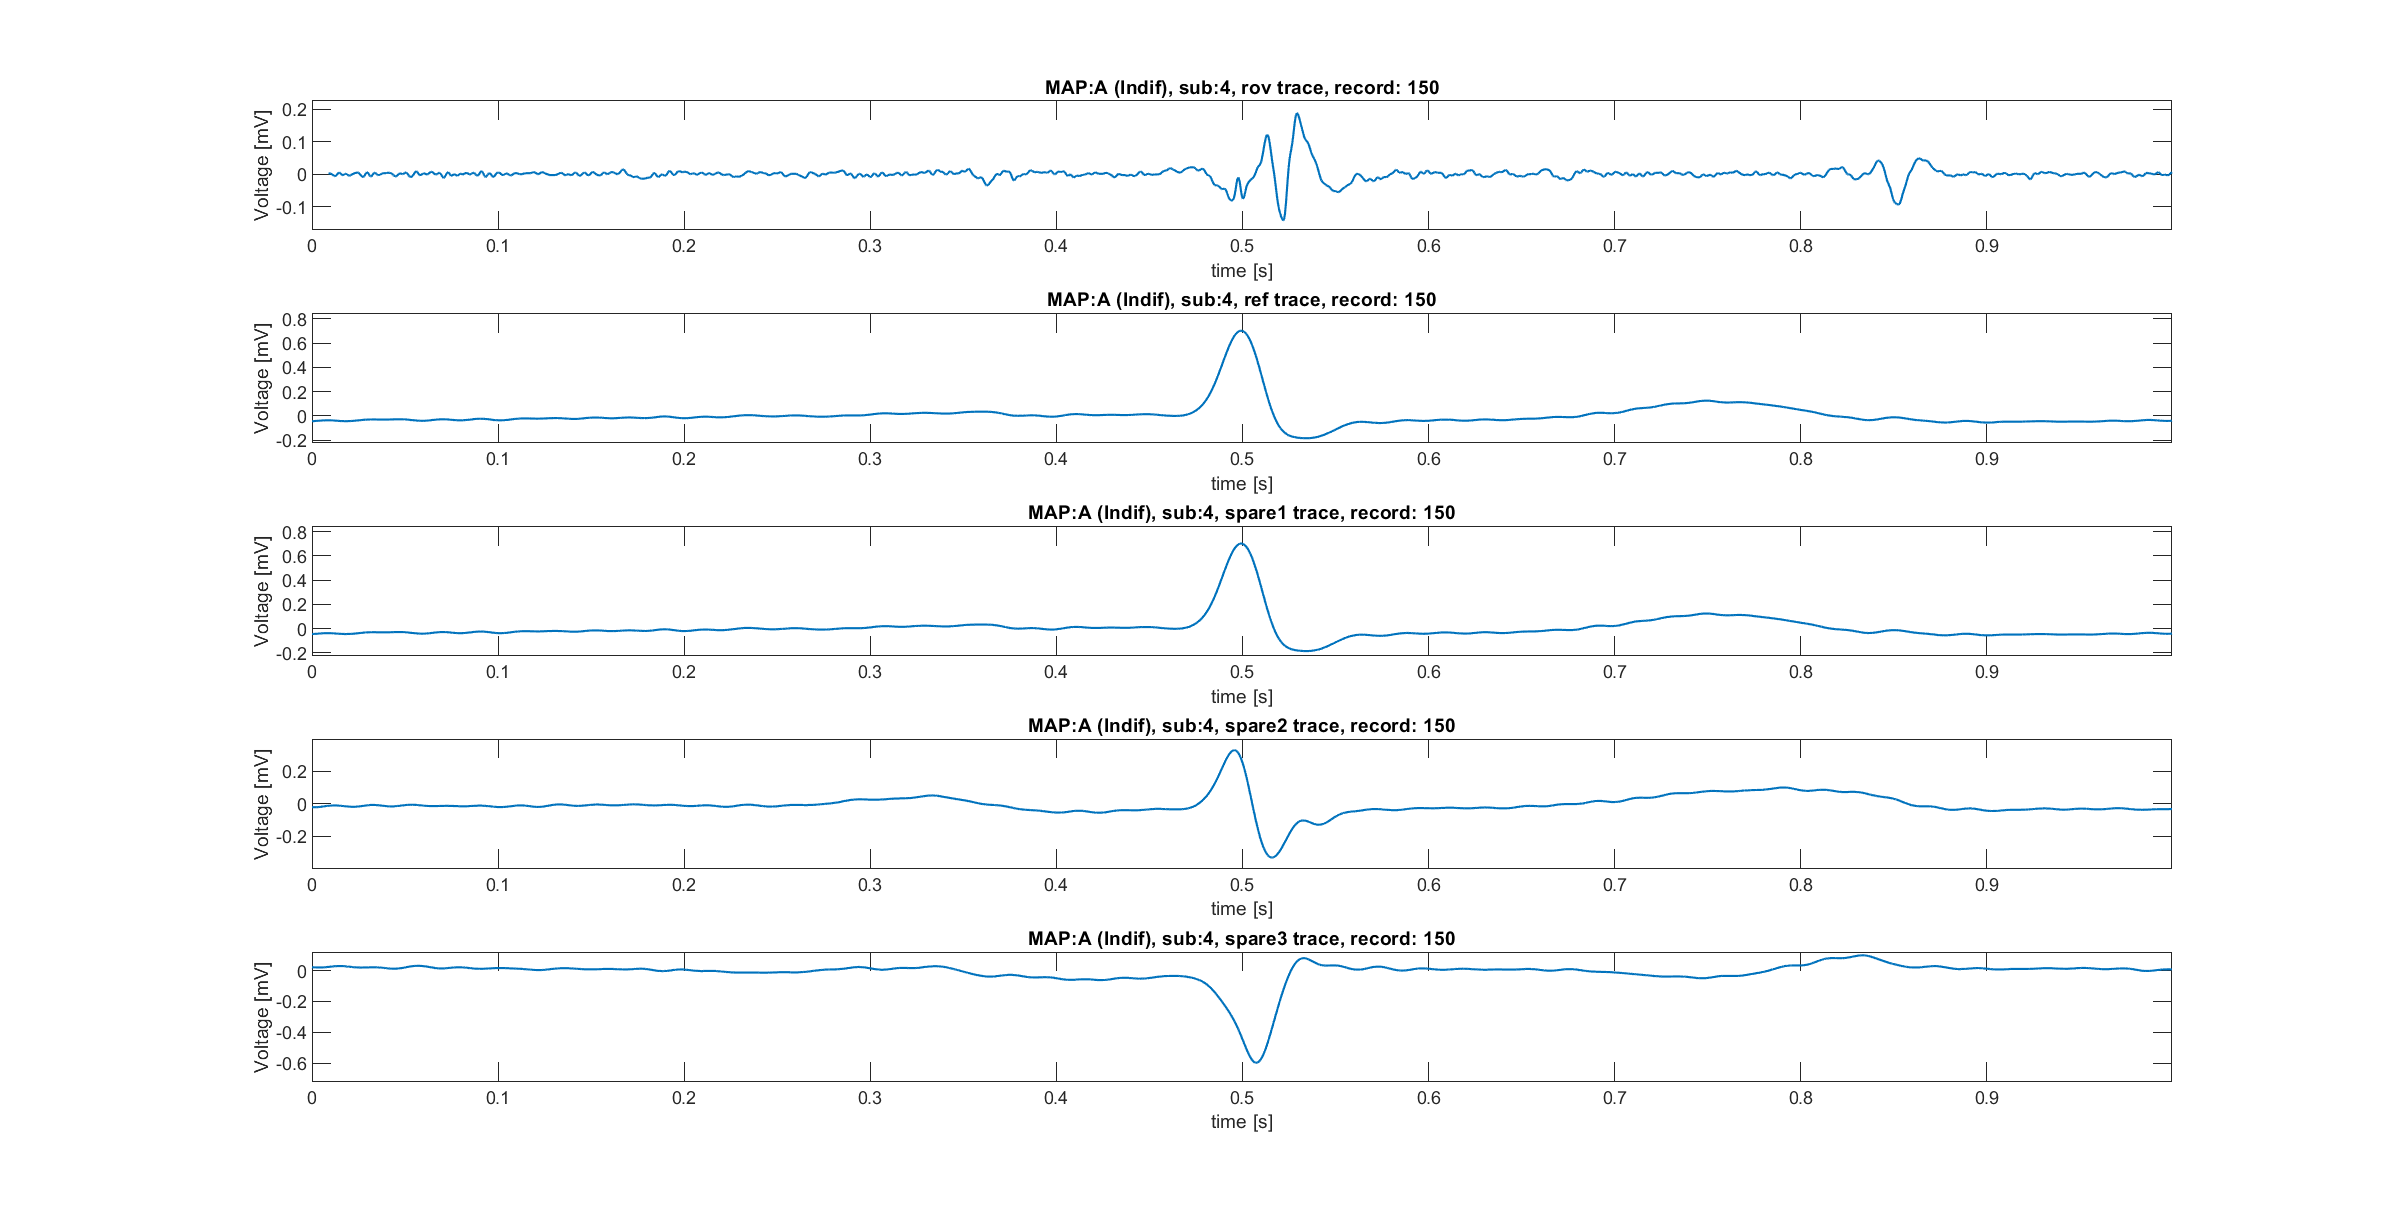 MAP:A (Indif), sub:4, rov trace, record: 150
Voltage [mV]
0.2
0.1
0
-0.1
0 0.1 0.2 0.3 0.4 0.5 0.6 0.7 0.8 0.9
time [s]
MAP:A (Indif), sub:4, ref trace, record: 150
Voltage [mV]
0.8
0.6
0.4
0.2
0
-0.2
0 0.1 0.2 0.3 0.4 0.5 0.6 0.7 0.8 0.9
time [s]
MAP:A (Indif), sub:4, spare1 trace, record: 150
Voltage [mV]
0.8
0.6
0.4
0.2
0
-0.2
0 0.1 0.2 0.3 0.4 0.5 0.6 0.7 0.8 0.9
time [s]
MAP:A (Indif), sub:4, spare2 trace, record: 150
Voltage [mV]
0.2
0
-0.2
0 0.1 0.2 0.3 0.4 0.5 0.6 0.7 0.8 0.9
time [s]
MAP:A (Indif), sub:4, spare3 trace, record: 150
Voltage [mV]
0
-0.2
-0.4
-0.6
0 0.1 0.2 0.3 0.4 0.5 0.6 0.7 0.8 0.9
time [s]